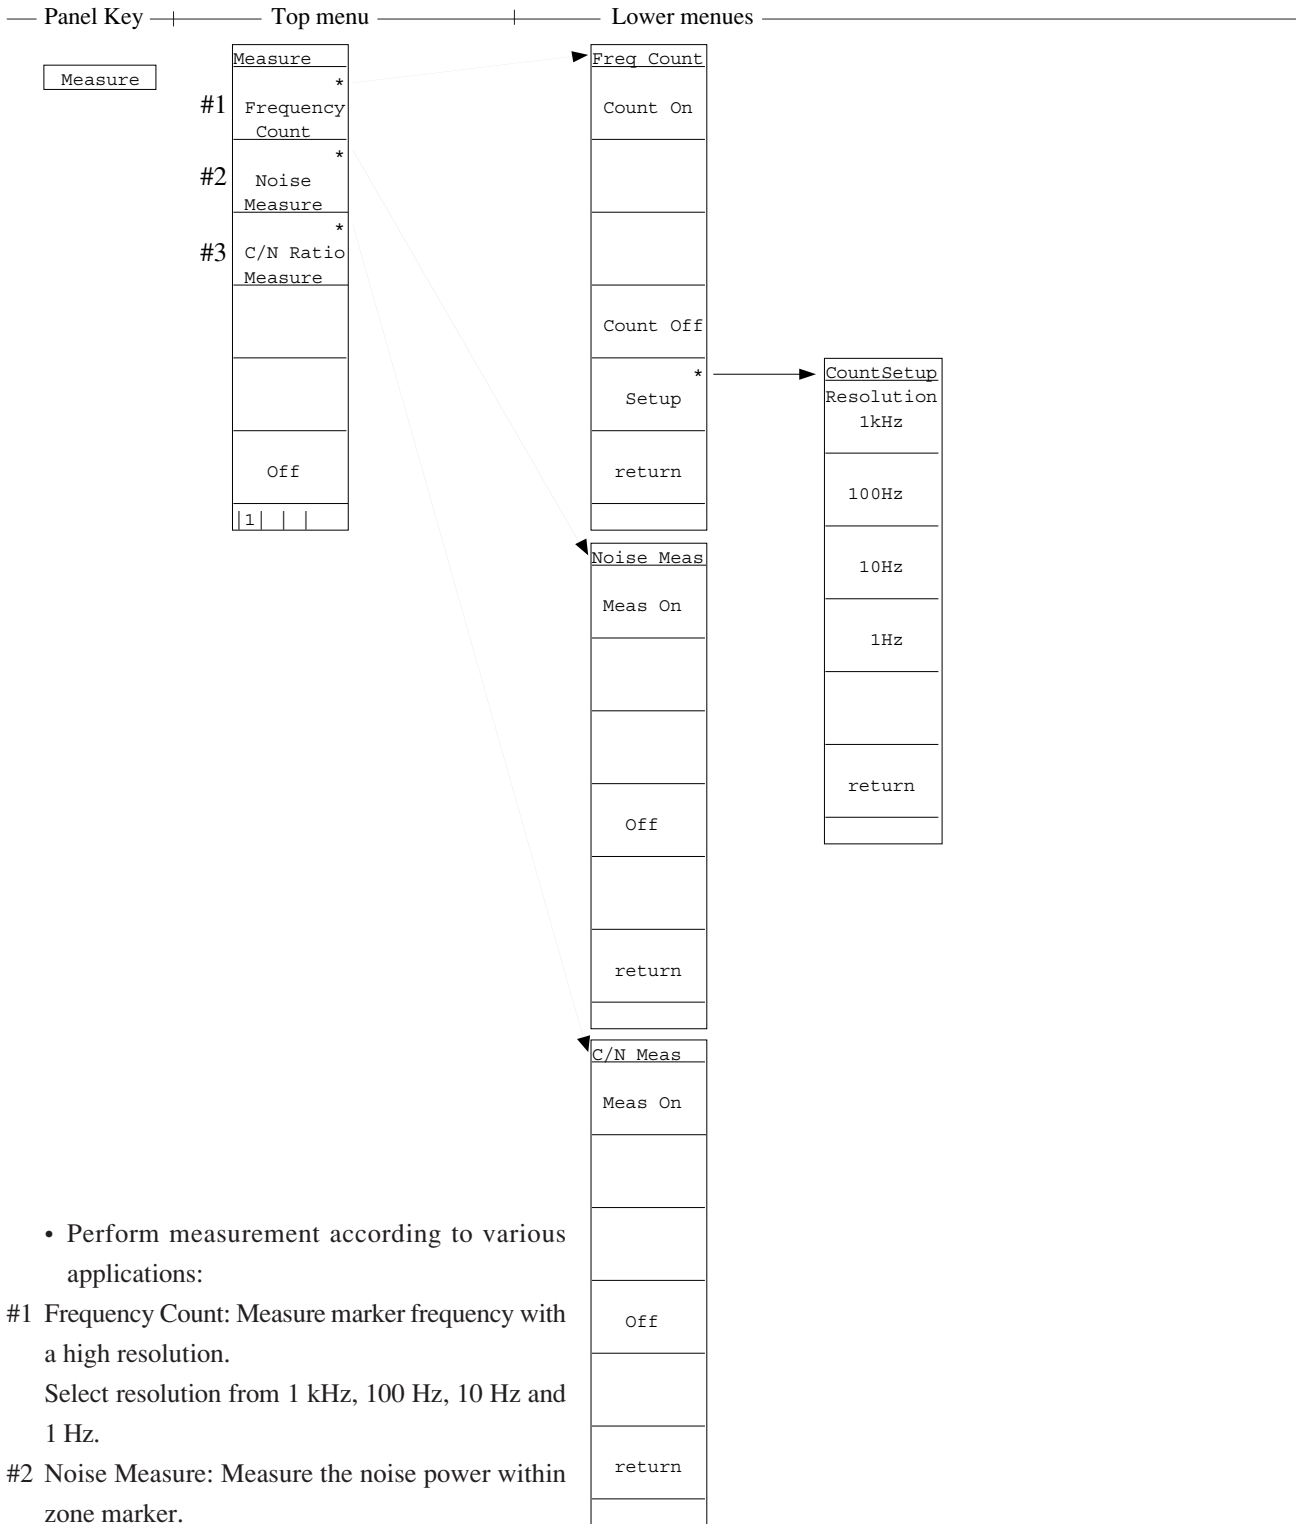 Panel Key
Top menu
Lower menues
Measure
Measure
*
#1
Frequency
Count
*
#2
Noise
Measure
*
#3
C/N Ratio
Measure
Off
|1| | |
Freq Count
Count On
Count Off
*
Setup
return
CountSetup
Resolution
1kHz
100Hz
10Hz
1Hz
return
Noise Meas
Meas On
Off
return
C/N Meas
Meas On
Off
return
• Perform measurement according to various
applications:
#1 Frequency Count: Measure marker frequency with
a high resolution.
Select resolution from 1 kHz, 100 Hz, 10 Hz and
1 Hz.
#2 Noise Measure: Measure the noise power within
zone marker.